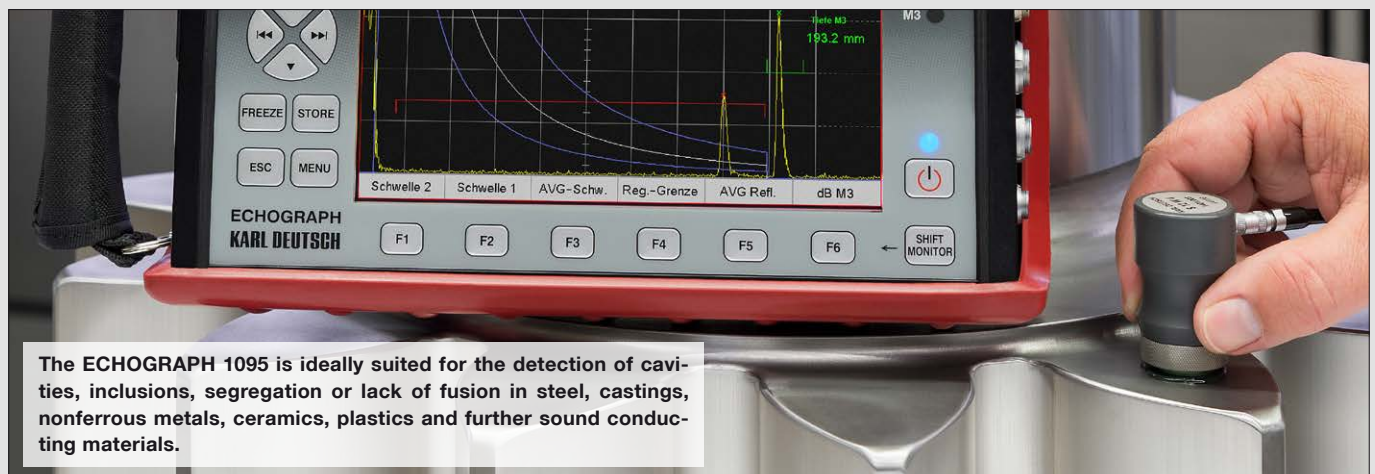 M3
Tiefe M3
193.2 mm
FREEZE STORE
ESC MENU
Schwelle 2 Schwelle 1 AVG-Schw. Reg.-Grenze AVG Refl. dB M3
ECHOGRAPH
KARL DEUTSCH
F1 F2 F3 F4 F5 F6 ← SHIFT
MONITOR
The ECHOGRAPH 1095 is ideally suited for the detection of cavi-
ties, inclusions, segregation or lack of fusion in steel, castings,
nonferrous metals, ceramics, plastics and further sound conduc-
ting materials.